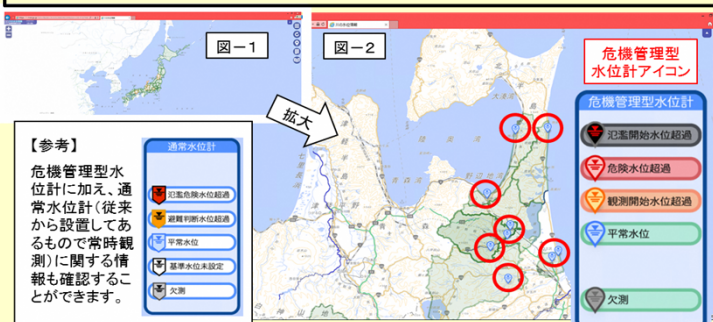 図－1
図－2
拡大
危機管理型
水位計アイコン
危機管理型水位計
氾濫開始水位超過
危険水位超過
観測開始水位超過
平常水位
欠測
【参考】
危機管理型水
位計に加え、通
常水位計（従来
から設置してあ
るもので常時観
測）に関する情
報も確認するこ
とができます。
通常水位計
氾濫危険水位超過
避難判断水位超過
平常水位
基準水位未設定
欠測